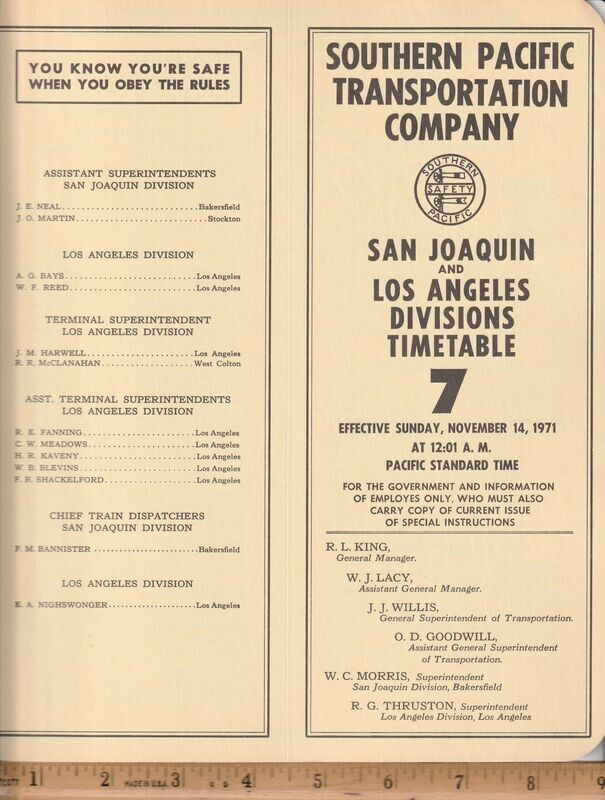 YOU KNOW YOU'RE SAFE
WHEN YOU OBEY THE RULES
ASSISTANT SUPERINTENDENTS
SAN JOAQUIN DIVISION
J. E. NEAL..........................Bakersfield
J. O. MARTIN..........................Stockton
LOS ANGELES DIVISION
A. G. BAYS..........................Los Angeles
W. F. REED..........................Los Angeles
TERMINAL SUPERINTENDENT
LOS ANGELES DIVISION
J. M. HARWELL..........................Los Angeles
R. R. McCLANAHAN..........................West Colton
ASST. TERMINAL SUPERINTENDENTS
LOS ANGELES DIVISION
R. E. FANNING..........................Los Angeles
C. W. MEADOWS..........................Los Angeles
H. R. KAVENY..........................Los Angeles
W. B. BLEVINS..........................Los Angeles
F. R. SHACKELFORD..........................Los Angeles
CHIEF TRAIN DISPATCHERS
SAN JOAQUIN DIVISION
F. M. BANNISTER..........................Bakersfield
LOS ANGELES DIVISION
E. A. NIGHSWONGER..........................Los Angeles
SOUTHERN PACIFIC
TRANSPORTATION
COMPANY
SOUTHERN
SAFETY
PACIFIC
SAN JOAQUIN
AND
LOS ANGELES
DIVISIONS
TIMETABLE
7
EFFECTIVE SUNDAY, NOVEMBER 14, 1971
AT 12:01 A. M.
PACIFIC STANDARD TIME
FOR THE GOVERNMENT AND INFORMATION
OF EMPLOYES ONLY, WHO MUST ALSO
CARRY COPY OF CURRENT ISSUE
OF SPECIAL INSTRUCTIONS
R. L. KING,
General Manager.
W. J. LACY,
Assistant General Manager.
J. J. WILLIS,
General Superintendent of Transportation.
O. D. GOODWILL,
Assistant General Superintendent
of Transportation.
W. C. MORRIS, Superintendent
San Joaquin Division, Bakersfield
R. G. THRUSTON, Superintendent
Los Angeles Division, Los Angeles
1 2 MADE IN U.S.A. 3 4 5 6 7 8 9